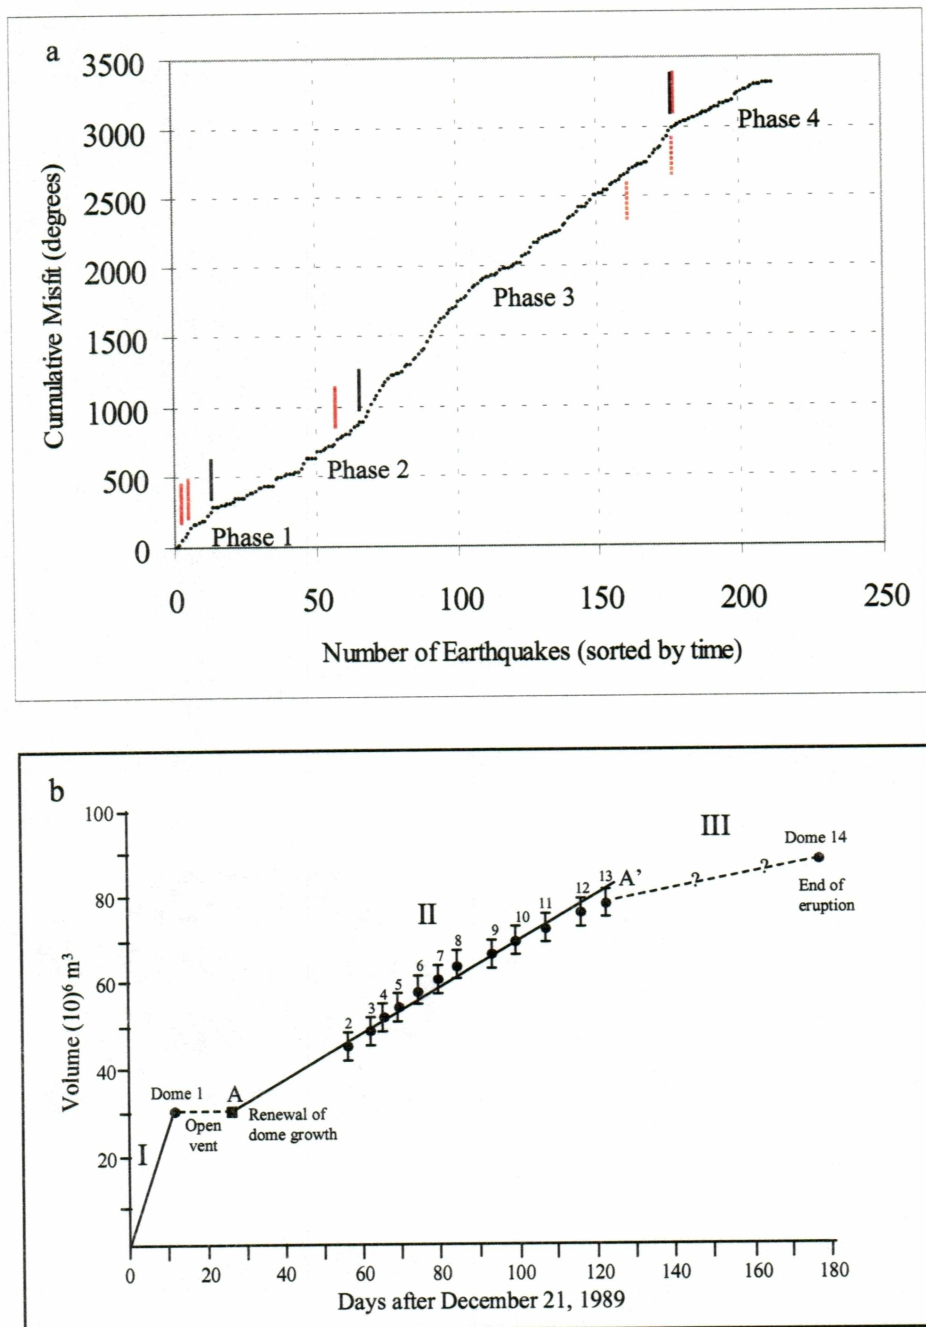 a
3500
3000
2500
2000
1500
1000
500
0
Cumulative Misfit (degrees)
Phase 1
Phase 2
Phase 3
Phase 4
0 50 100 150 200 250
Number of Earthquakes (sorted by time)
b
100
80
60
40
20
Volume (10)⁶ m³
I
II
III
Dome 1
Open
vent
A
Renewal of
dome growth
2
3
4
5
6
7
8
9
10
11
12
13
A’
?
?
Dome 14
End of
eruption
0 20 40 60 80 100 120 140 160 180
Days after December 21, 1989